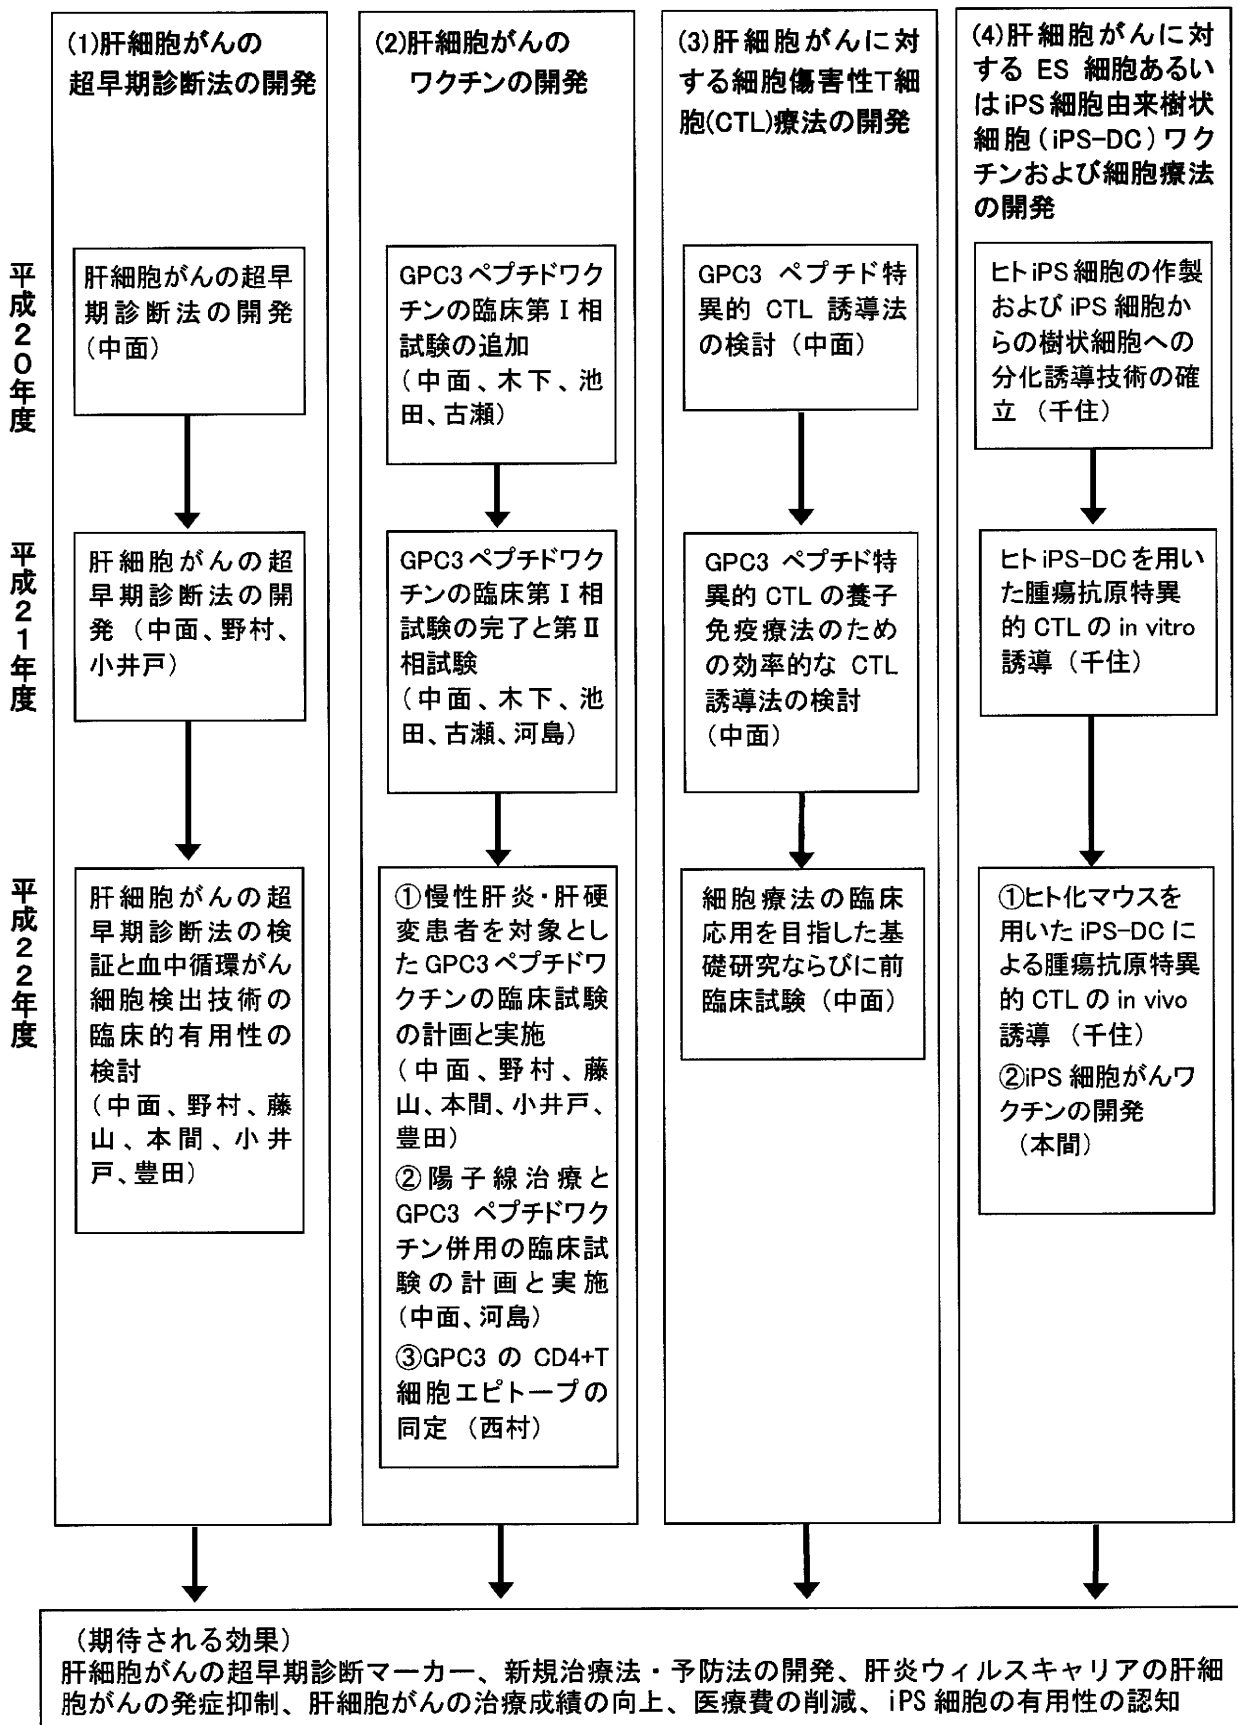 (1)肝細胞がんの
超早期診断法の開発
(2)肝細胞がんの
ワクチンの開発
(3)肝細胞がんに対
する細胞傷害性T細
胞(CTL)療法の開発
(4)肝細胞がんに対
する ES 細胞あるい
は iPS 細胞由来樹状
細胞(iPS-DC)ワク
チンおよび細胞療法
の開発
平成20年度
肝細胞がんの超早
期診断法の開発
(中面)
GPC3 ペプチドワク
チンの臨床第Ⅰ相
試験の追加
(中面、木下、池
田、古瀬)
GPC3 ペプチド特
異的 CTL 誘導法
の検討(中面)
ヒト iPS 細胞の作製
および iPS 細胞か
らの樹状細胞への
分化誘導技術の確
立(千住)
平成21年度
肝細胞がんの超
早期診断法の開
発(中面、野村、
小井戸)
GPC3 ペプチドワク
チンの臨床第Ⅰ相
試験の完了と第Ⅱ
相試験
(中面、木下、池
田、古瀬、河島)
GPC3 ペプチド特
異的 CTL の養子
免疫療法のため
の効率的な CTL
誘導法の検討
(中面)
ヒト iPS-DC を用い
た腫瘍抗原特異
的 CTL の in vitro
誘導(千住)
平成22年度
肝細胞がんの超
早期診断法の検
証と血中循環がん
細胞検出技術の
臨床的有用性の
検討
(中面、野村、藤
山、本間、小井
戸、豊田)
①慢性肝炎・肝硬
変患者を対象とし
た GPC3 ペプチドワ
クチンの臨床試験
の計画と実施
(中面、野村、藤
山、本間、小井戸、
豊田)
②陽子線治療と
GPC3 ペプチドワク
チン併用の臨床試
験の計画と実施
(中面、河島)
③GPC3 の CD4+T
細胞エピトープの
同定(西村)
細胞療法の臨床
応用を目指した基
礎研究ならびに前
臨床試験(中面)
①ヒト化マウスを
用いた iPS-DC に
よる腫瘍抗原特異
的 CTL の in vivo
誘導(千住)
②iPS 細胞がんワ
クチンの開発
(本間)
(期待される効果)
肝細胞がんの超早期診断マーカー、新規治療法・予防法の開発、肝炎ウィルスキャリアの肝細
胞がんの発症抑制、肝細胞がんの治療成績の向上、医療費の削減、iPS 細胞の有用性の認知